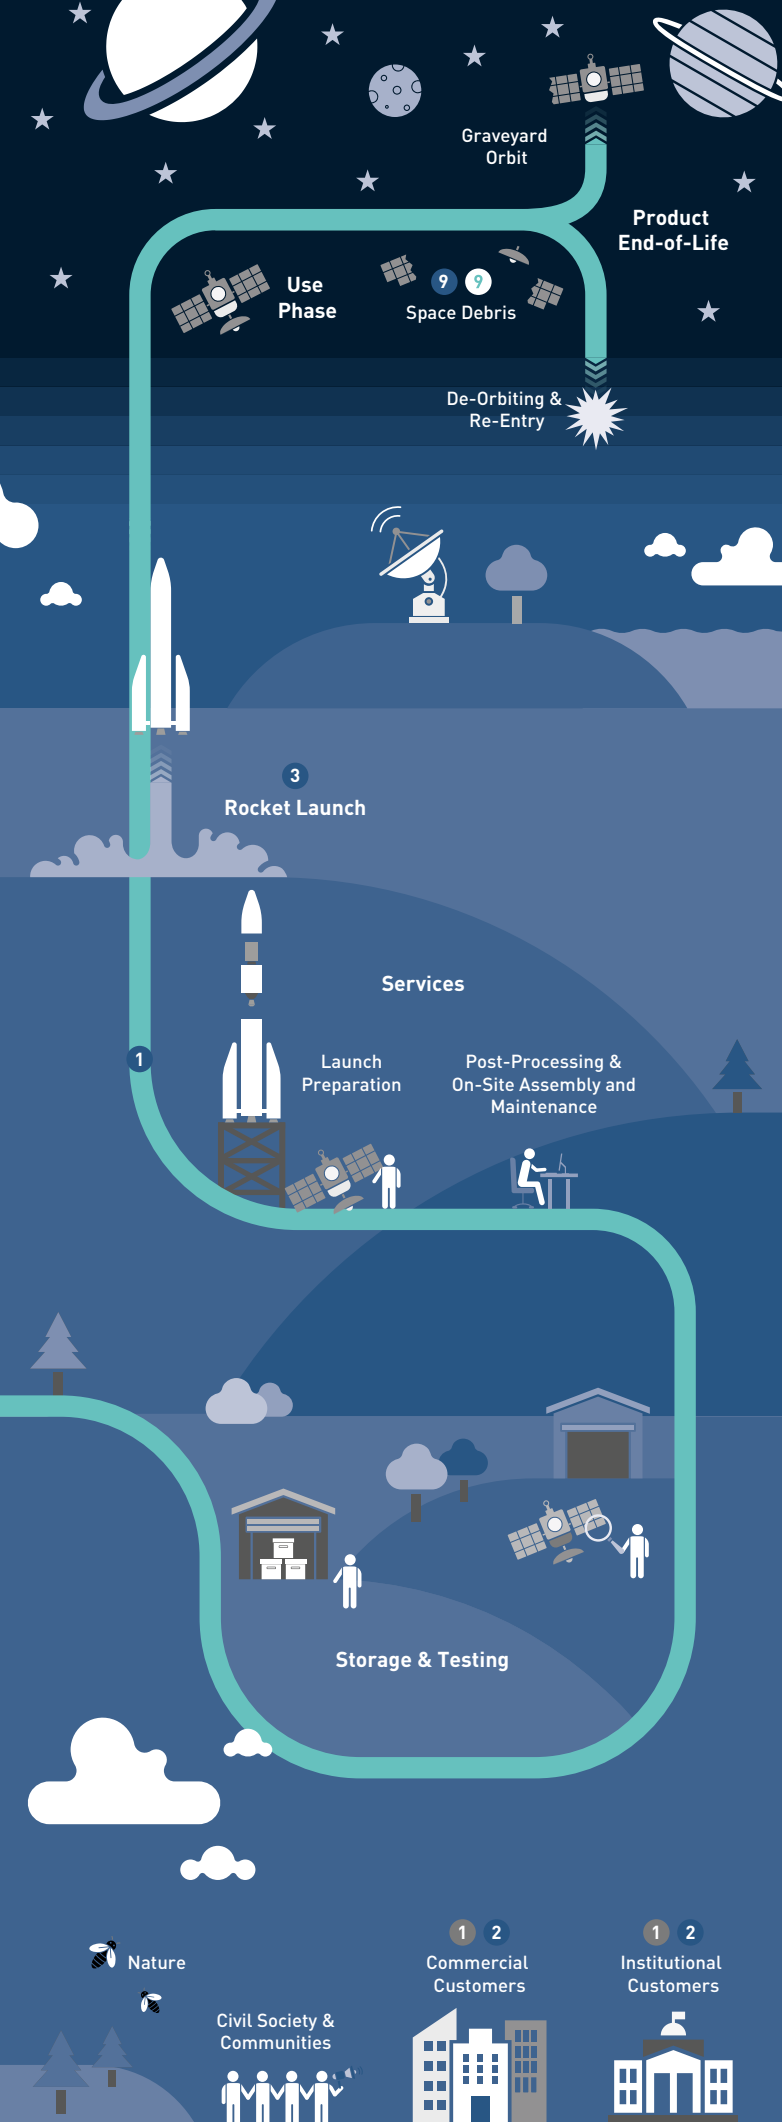 Graveyard
Orbit
Product
End-of-Life
Use
Phase
9 9
Space Debris
De-Orbiting &
Re-Entry
3
Rocket Launch
Services
1
Launch
Preparation
Post-Processing &
On-Site Assembly and
Maintenance
Storage & Testing
1 2
Commercial
Customers
1 2
Institutional
Customers
Nature
Civil Society &
Communities